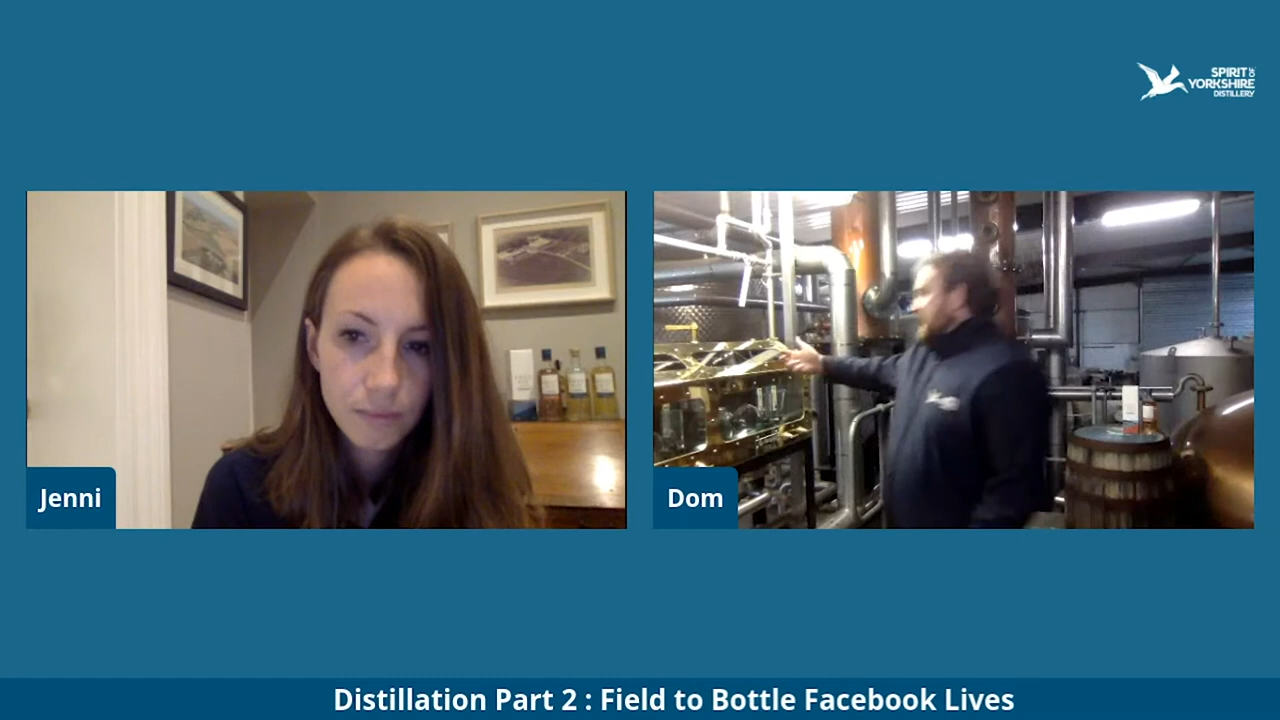 SPIRIT OF
YORKSHIRE
DISTILLERY
Jenni
Dom
Distillation Part 2 : Field to Bottle Facebook Lives